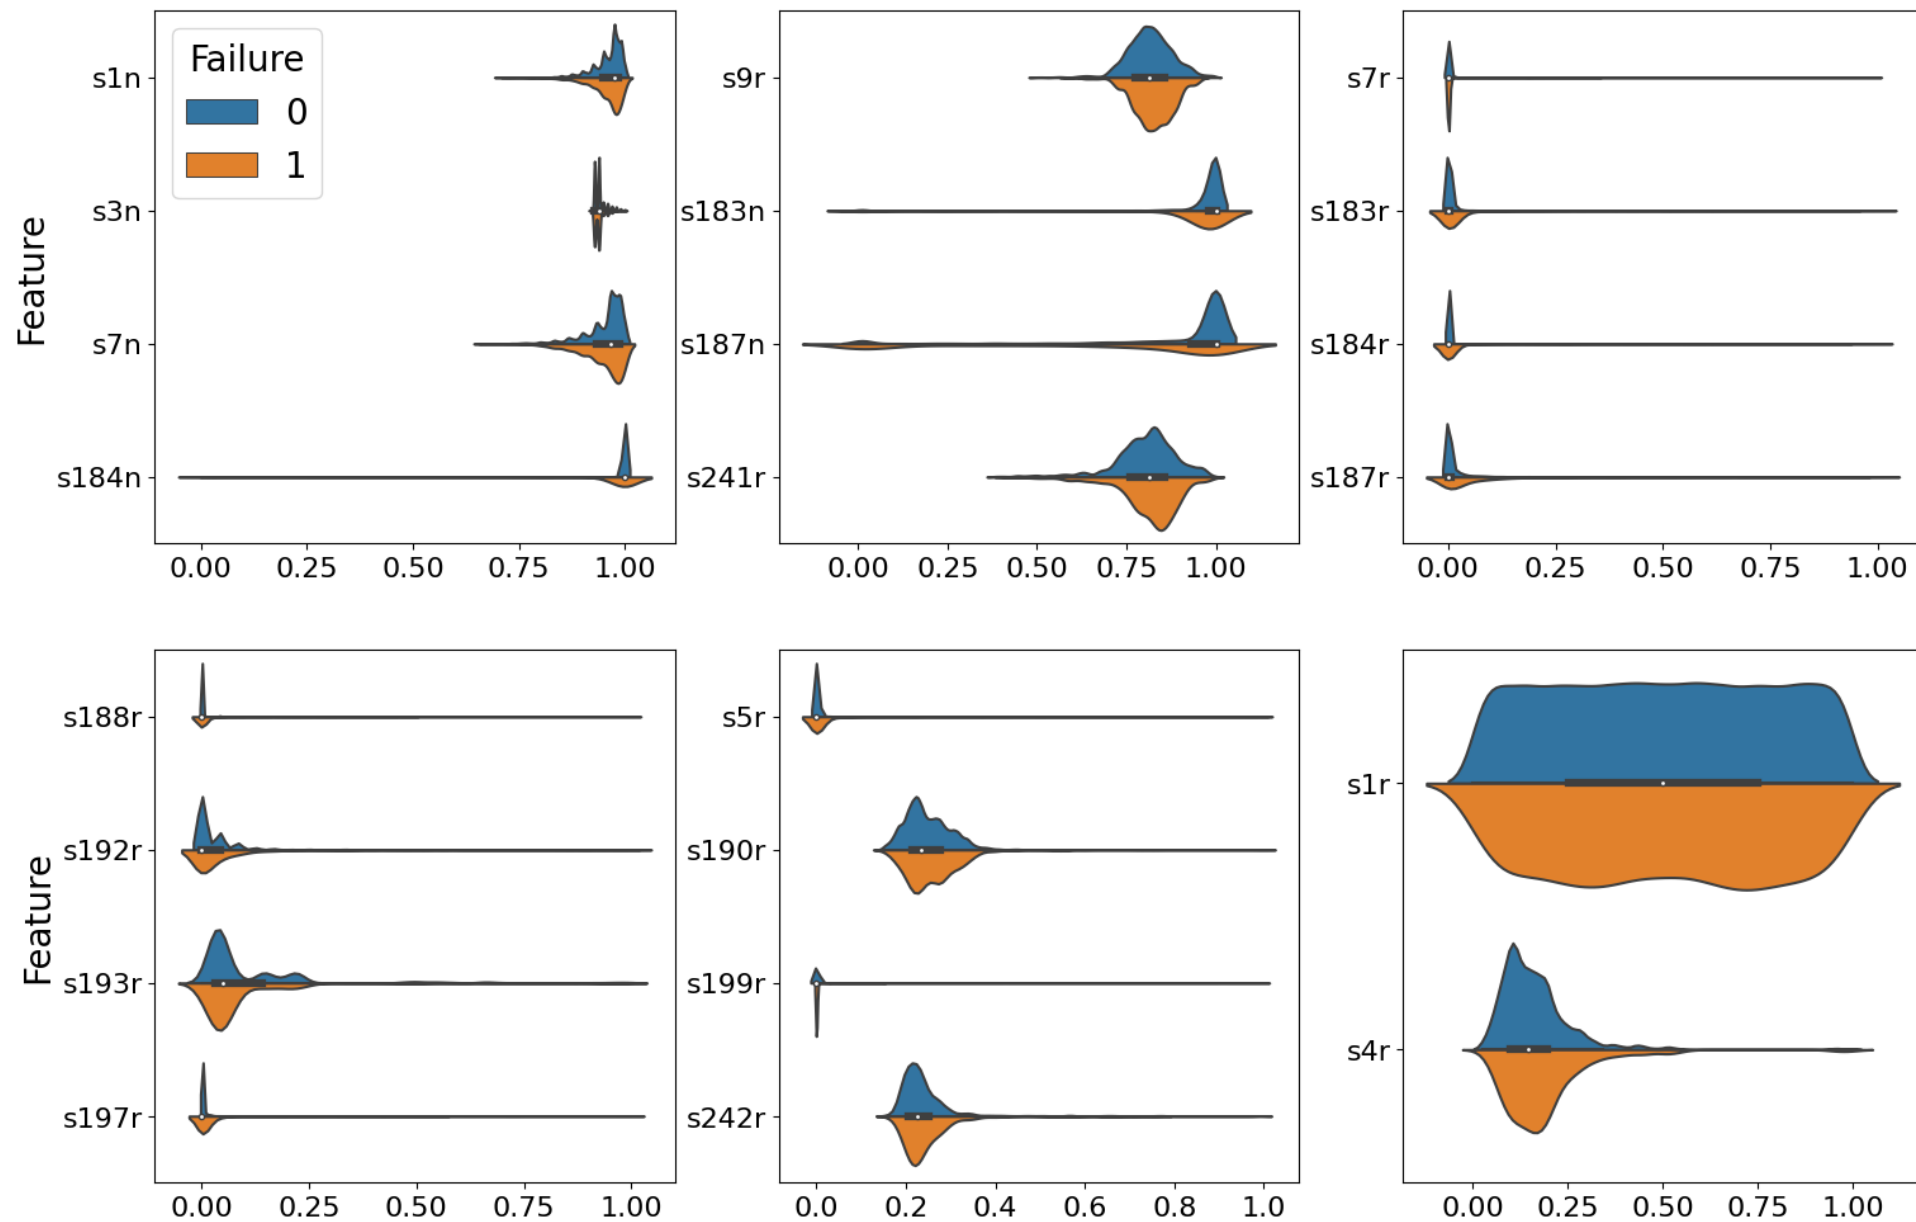 Failure
0
1
Feature
s1n
s3n
s7n
s184n
0.00 0.25 0.50 0.75 1.00
s9r
s183n
s187n
s241r
0.00 0.25 0.50 0.75 1.00
s7r
s183r
s184r
s187r
0.00 0.25 0.50 0.75 1.00
Feature
s188r
s192r
s193r
s197r
0.00 0.25 0.50 0.75 1.00
s5r
s190r
s199r
s242r
0.0 0.2 0.4 0.6 0.8 1.0
s1r
s4r
0.00 0.25 0.50 0.75 1.00